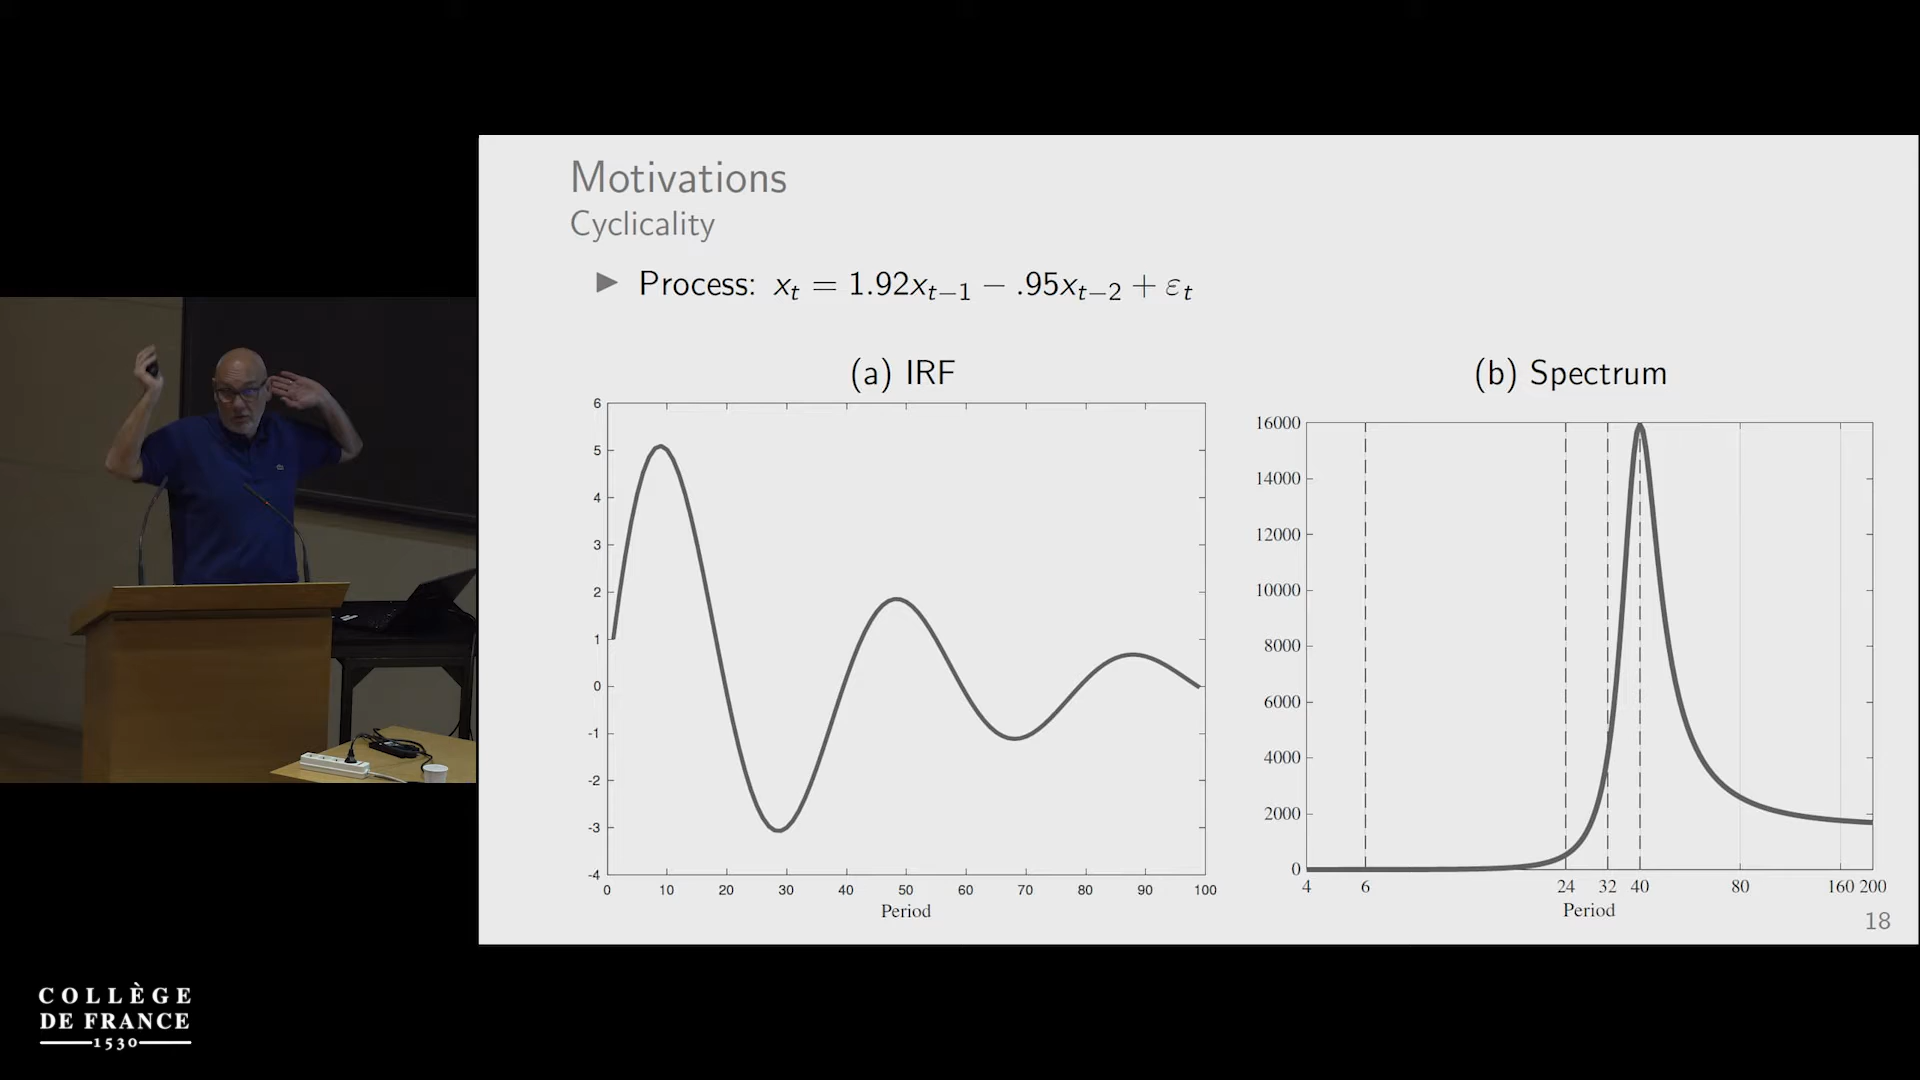 Motivations
Cyclicality
▶ Process: xₜ = 1.92xₜ₋₁ − .95xₜ₋₂ + εₜ
(a) IRF
6
5
4
3
2
1
0
-1
-2
-3
-4
0 10 20 30 40 50 60 70 80 90 100
Period
(b) Spectrum
16000
14000
12000
10000
8000
6000
4000
2000
0
4 6 24 32 40 80 160 200
Period
18
COLLÈGE
DE FRANCE
1530